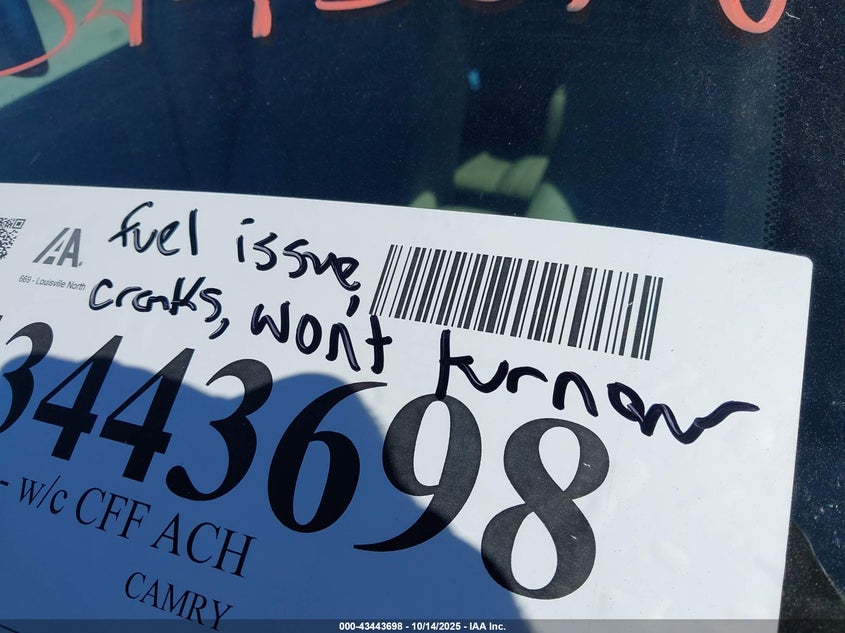 fuel issue,
cranks, won't turnover
IAA
669 - Louisville North
3443698
- w/c CFF ACH
CAMRY
000-43443698 - 10/14/2025 - IAA Inc.